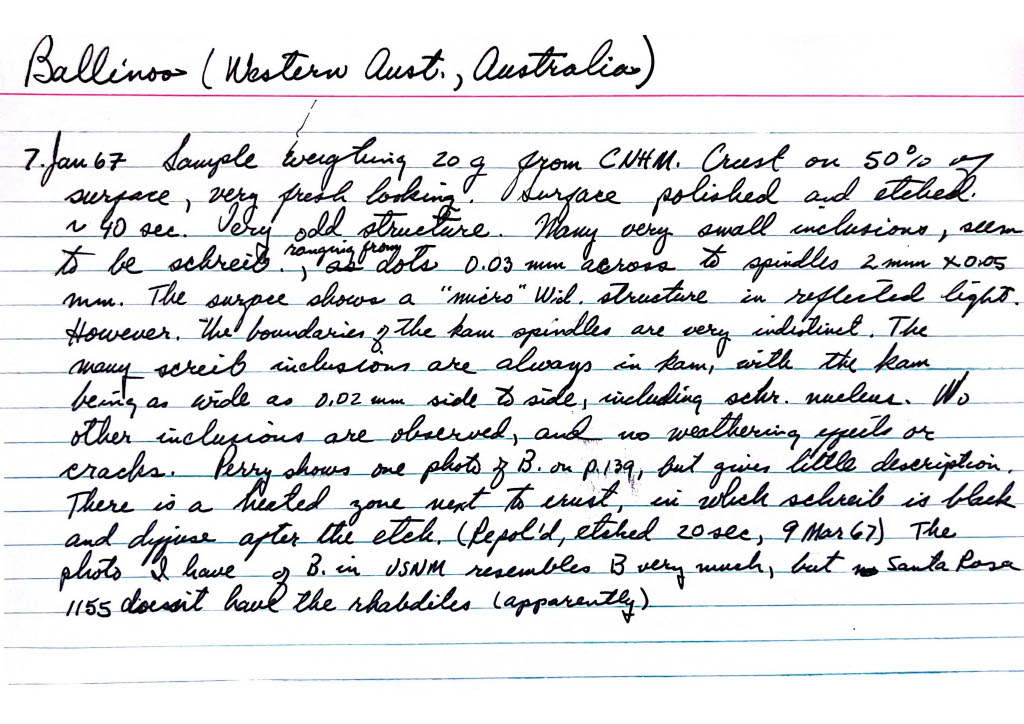 Ballinoo (Western Aust., Australia)
7. Jan 67 Sample weighing 20 g from CNHM. Crust on 50% of
surface, very fresh looking. Surface polished and etched.
~ 40 sec. Very odd structure. Many very small inclusions, seem
to be schreib., ranging from as dots 0.03 mm across to spindles 2 mm x 0.05
mm. The surface shows a "micro" Wid. structure in reflected light.
However. the boundaries of the kam spindles are very indistinct. The
many screib inclusions are always in kam, with the kam
being as wide as 0.02 mm side to side, including schr. nucleus. No
other inclusions are observed, and no weathering effects or
cracks. Perry shows one photo of B. on p. 139, but gives little description.
There is a heated zone next to crust, in which schreib is black
and diffuse after the etch. (Repol'd, etched 20 sec, 9 Mar 67) The
photo I have of B. in USNM resembles B very much, but Santa Rosa
1155 doesn't have the rhabdites (apparently)